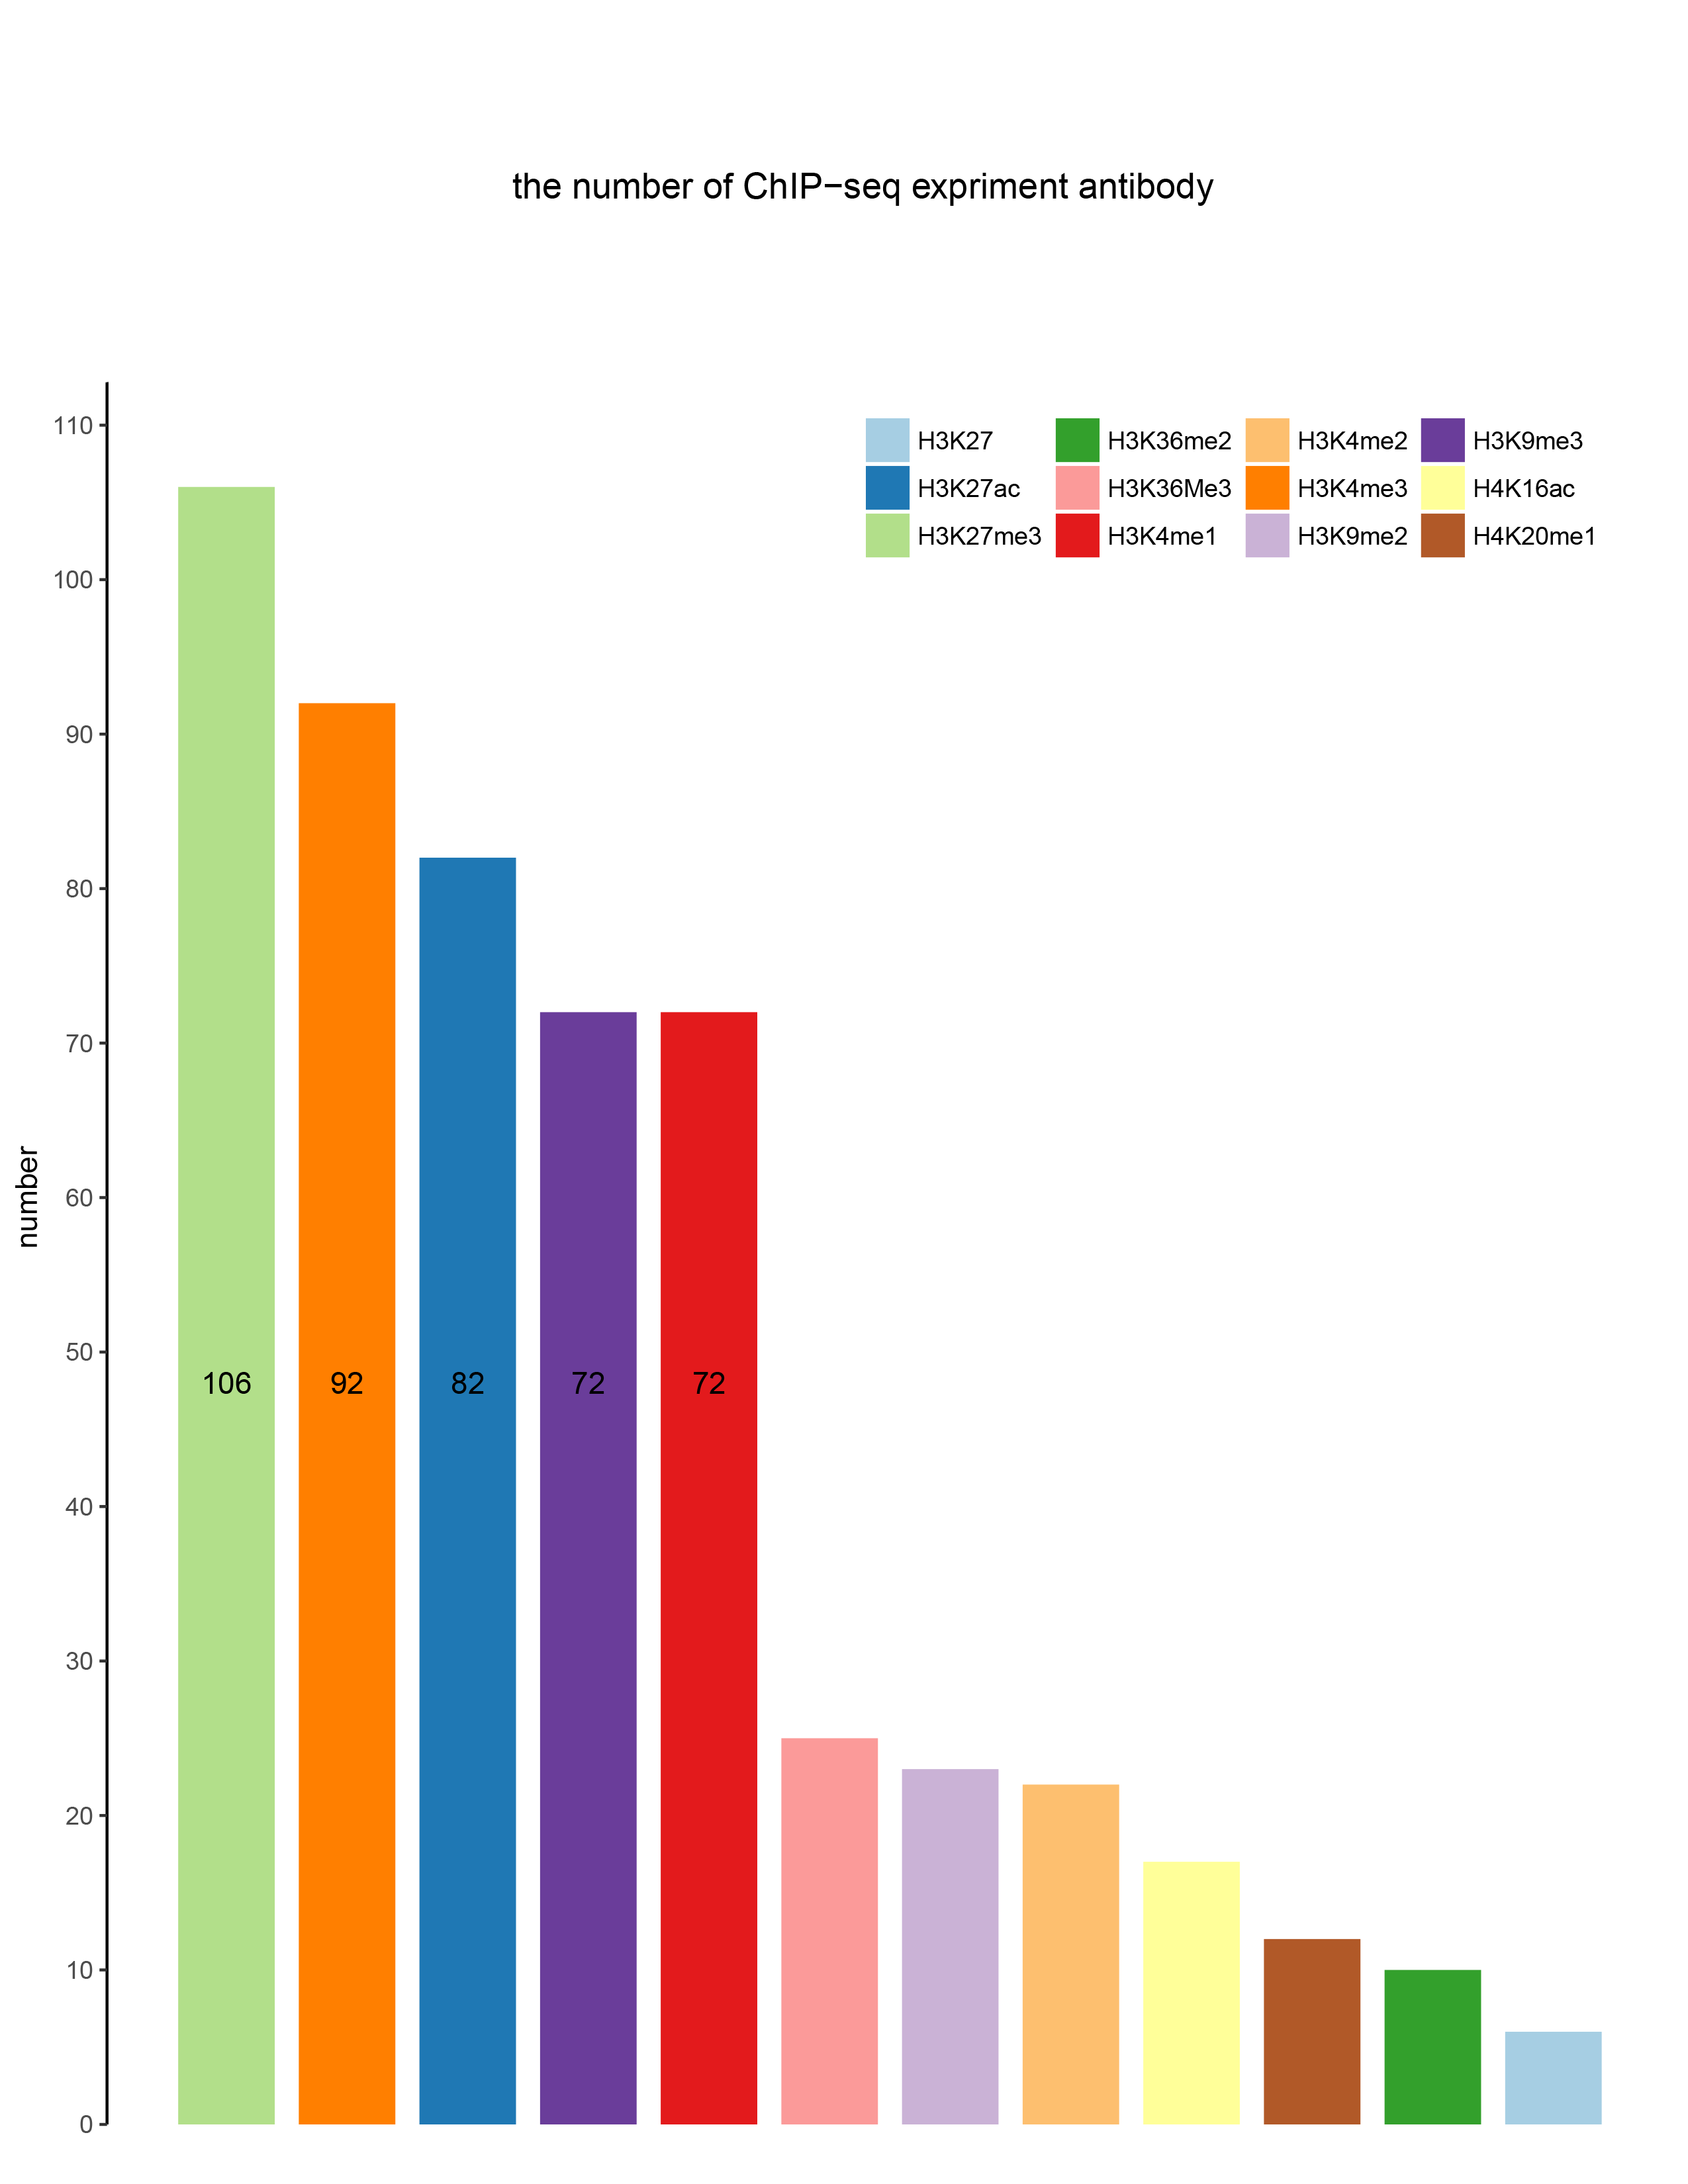 the number of ChIP−seq expriment antibody
H3K27 H3K36me2 H3K4me2 H3K9me3
H3K27ac H3K36Me3 H3K4me3 H4K16ac
H3K27me3 H3K4me1 H3K9me2 H4K20me1
110
100
90
80
70
60
50
40
30
20
10
0
number
106 92 82 72 72